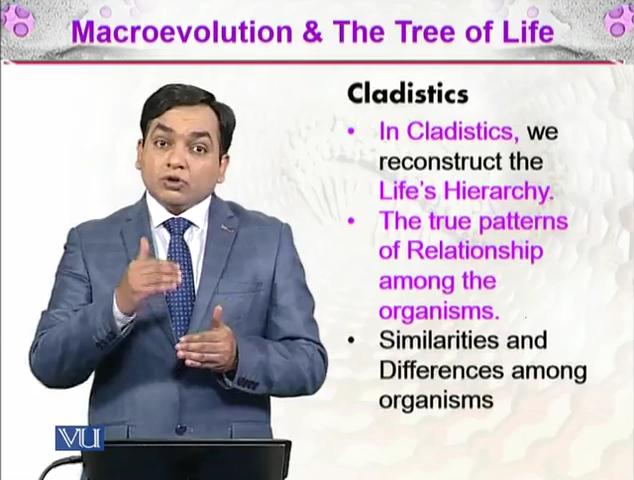 Macroevolution & The Tree of Life
Cladistics
• In Cladistics, we
reconstruct the
Life's Hierarchy.
• The true patterns
of Relationship
among the
organisms.
• Similarities and
Differences among
organisms
VU